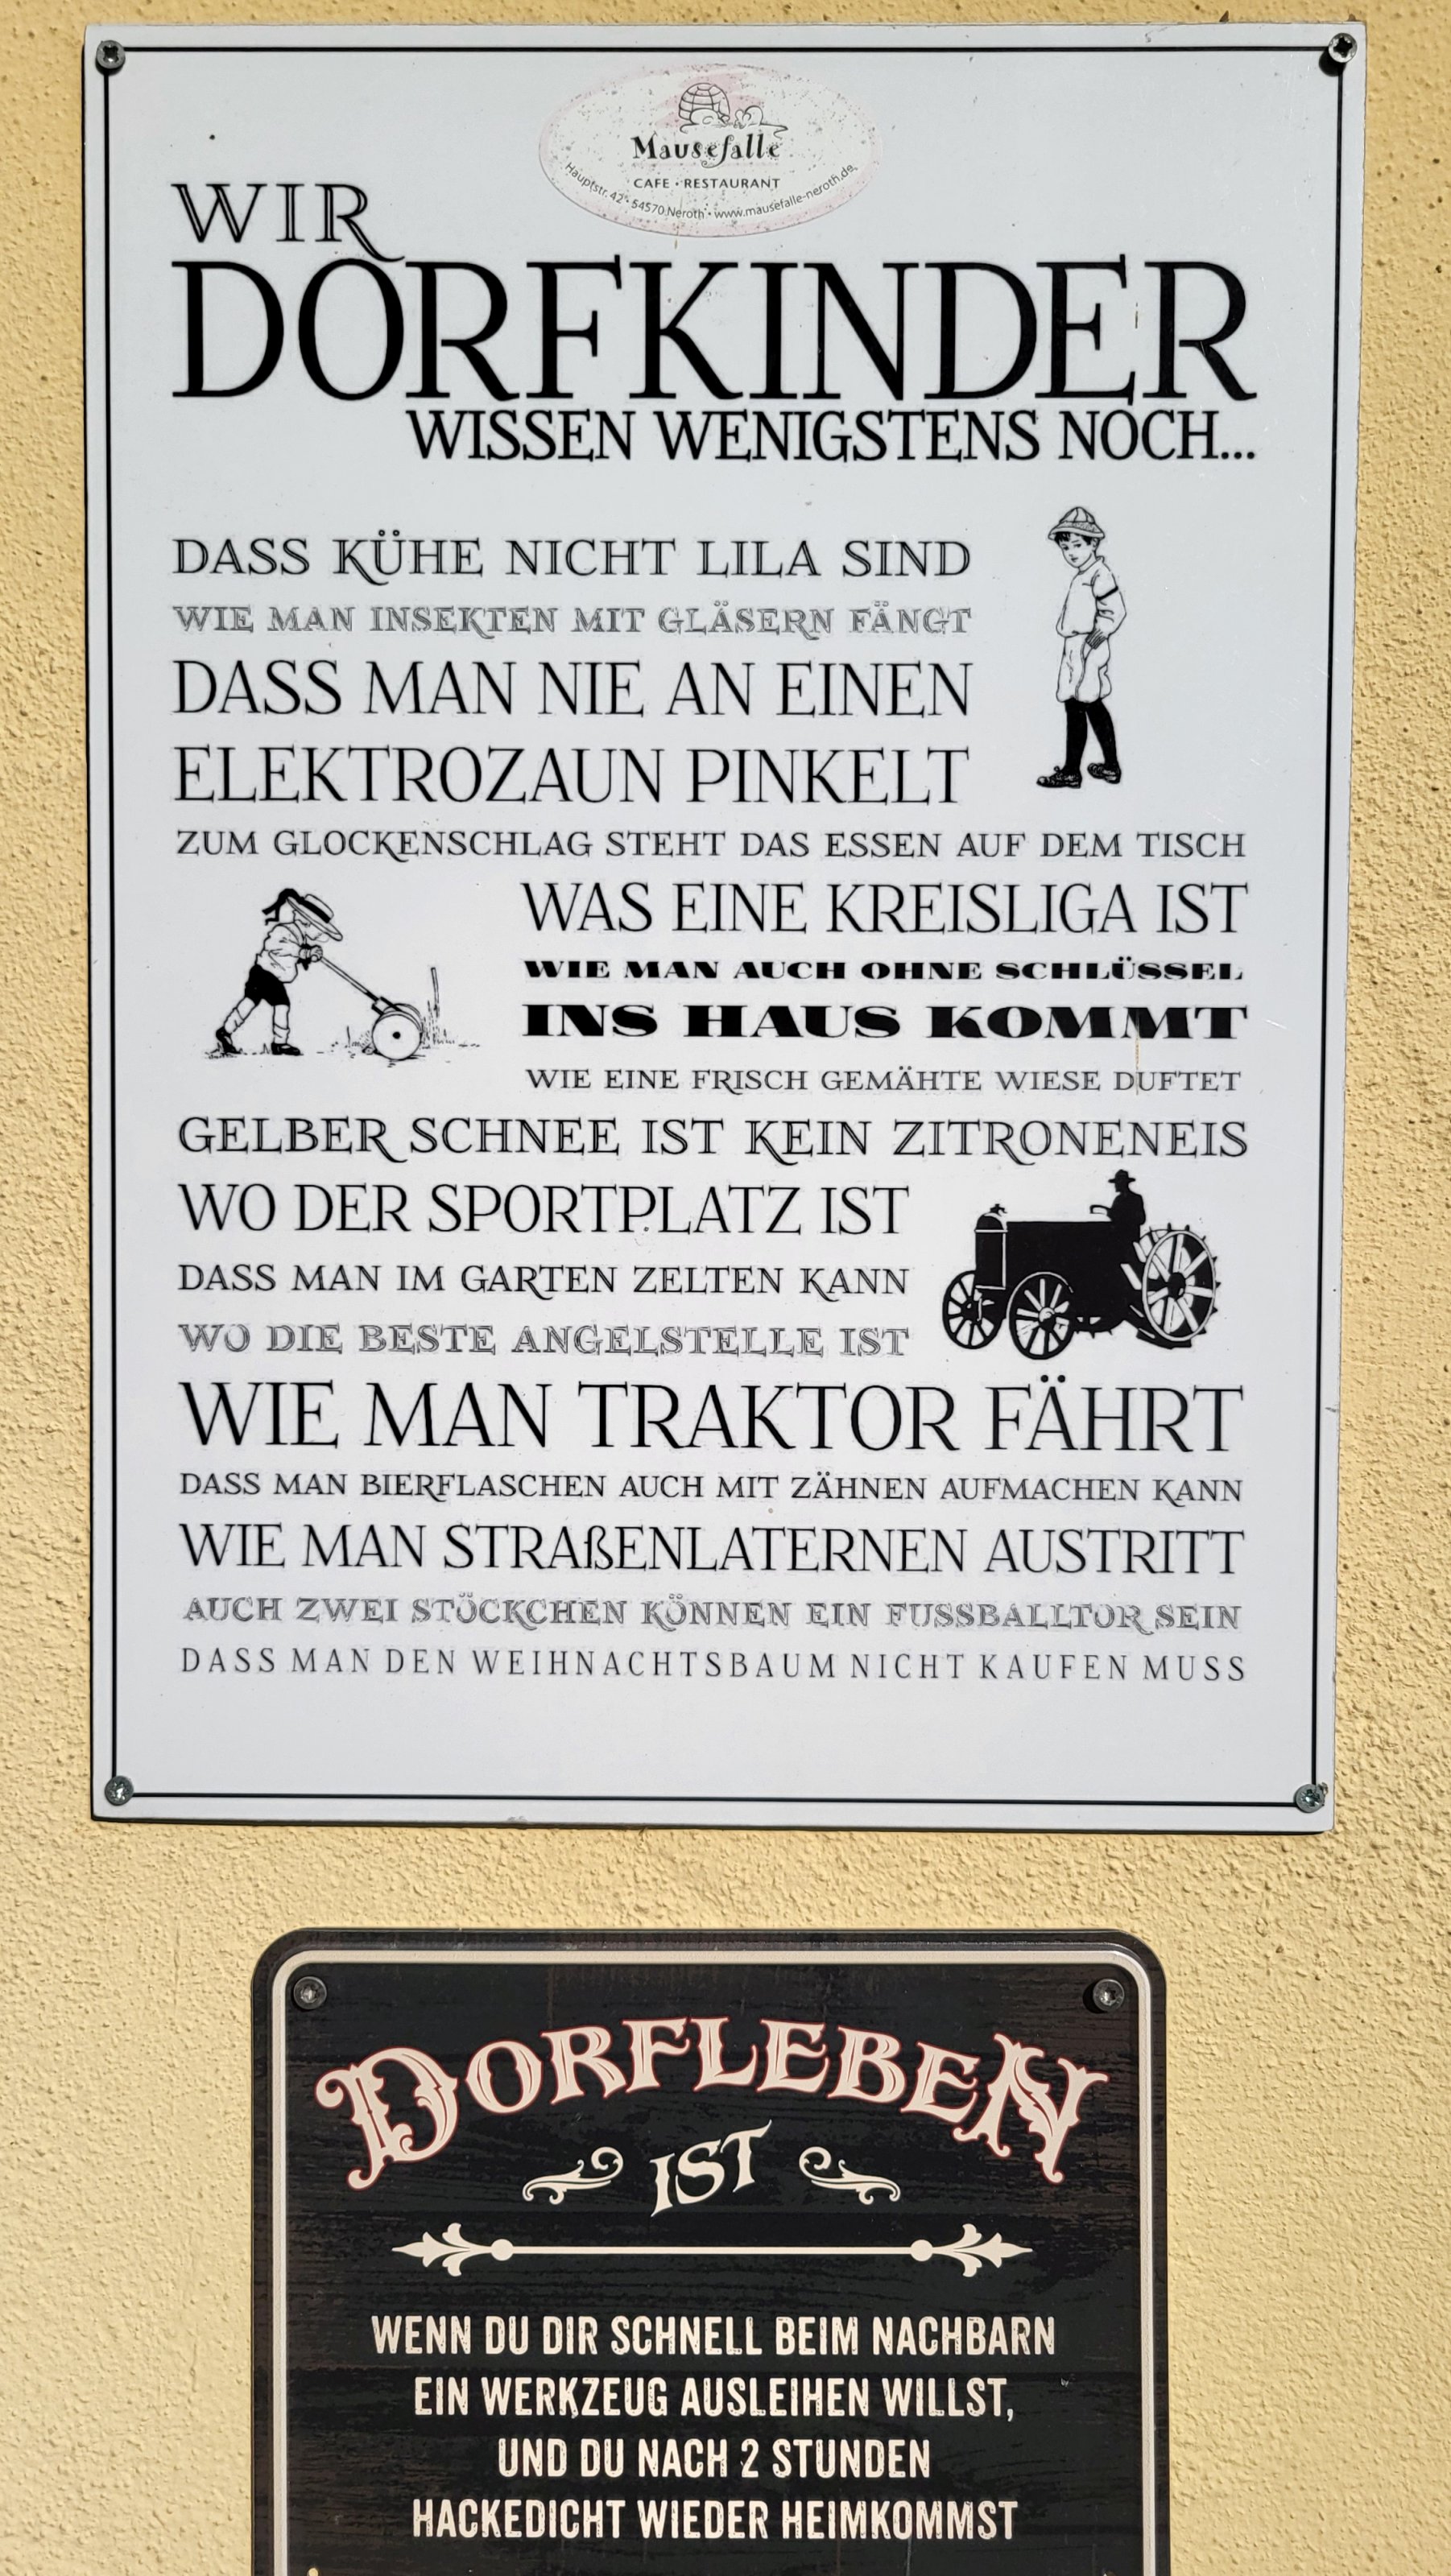 Mausefalle
CAFE · RESTAURANT
Hauptstr. 42 · 54570 Neroth · www.mausefalle-neroth.de
WIR
DORFKINDER
WISSEN WENIGSTENS NOCH...
DASS KÜHE NICHT LILA SIND
WIE MAN INSEKTEN MIT GLÄSERN FÄNGT
DASS MAN NIE AN EINEN
ELEKTROZAUN PINKELT
ZUM GLOCKENSCHLAG STEHT DAS ESSEN AUF DEM TISCH
WAS EINE KREISLIGA IST
WIE MAN AUCH OHNE SCHLÜSSEL
INS HAUS KOMMT
WIE EINE FRISCH GEMÄHTE WIESE DUFTET
GELBER SCHNEE IST KEIN ZITRONENEIS
WO DER SPORTPLATZ IST
DASS MAN IM GARTEN ZELTEN KANN
WO DIE BESTE ANGELSTELLE IST
WIE MAN TRAKTOR FÄHRT
DASS MAN BIERFLASCHEN AUCH MIT ZÄHNEN AUFMACHEN KANN
WIE MAN STRAßENLATERNEN AUSTRITT
AUCH ZWEI STÖCKCHEN KÖNNEN EIN FUSSBALLTOR SEIN
DASS MAN DEN WEIHNACHTSBAUM NICHT KAUFEN MUSS
DORFLEBEN
IST
WENN DU DIR SCHNELL BEIM NACHBARN
EIN WERKZEUG AUSLEIHEN WILLST,
UND DU NACH 2 STUNDEN
HACKEDICHT WIEDER HEIMKOMMST